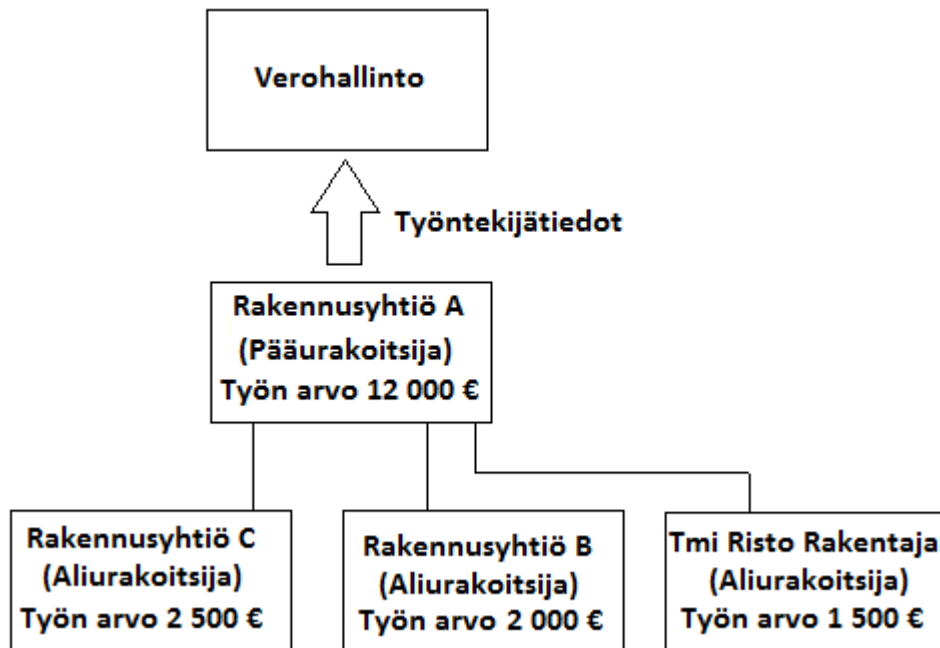 Verohallinto
Työntekijätiedot
Rakennusyhtiö A
(Pääurakoitsija)
Työn arvo 12 000 €
Rakennusyhtiö C
(Aliurakoitsija)
Työn arvo 2 500 €
Rakennusyhtiö B
(Aliurakoitsija)
Työn arvo 2 000 €
Tmi Risto Rakentaja
(Aliurakoitsija)
Työn arvo 1 500 €